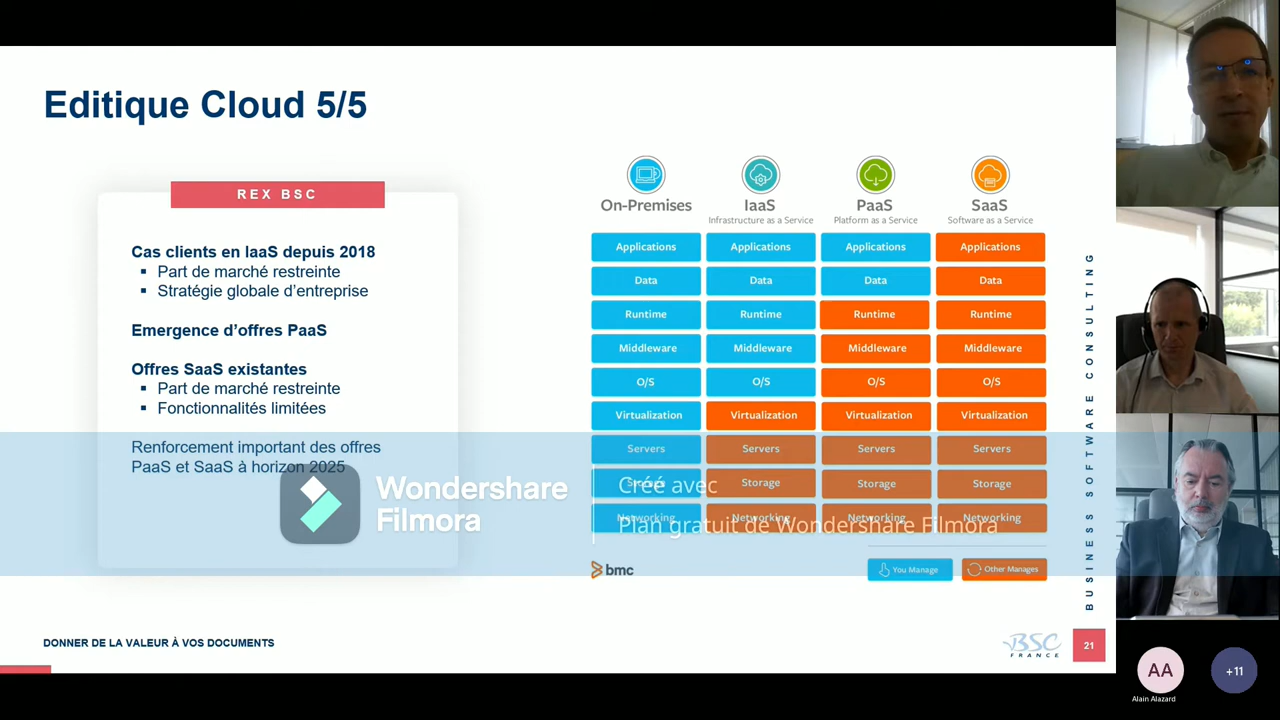 Editique Cloud 5/5
REX BSC
Cas clients en IaaS depuis 2018
▪ Part de marché restreinte
▪ Stratégie globale d’entreprise
Emergence d’offres PaaS
Offres SaaS existantes
▪ Part de marché restreinte
▪ Fonctionnalités limitées
Renforcement important des offres
PaaS et SaaS à horizon 2025
On-Premises IaaS PaaS SaaS
Infrastructure as a Service Platform as a Service Software as a Service
Applications Applications Applications Applications
Data Data Data Data
Runtime Runtime Runtime Runtime
Middleware Middleware Middleware Middleware
O/S O/S O/S O/S
Virtualization Virtualization Virtualization Virtualization
Servers Servers Servers Servers
Storage Storage Storage Storage
Networking Networking Networking Networking
Wondershare
Filmora
Créé avec
Plan gratuit de Wondershare Filmora
bmc
You Manage Other Manages
BUSINESS SOFTWARE CONSULTING
DONNER DE LA VALEUR À VOS DOCUMENTS
BSC
FRANCE
21
AA
+11
Alain Alazard